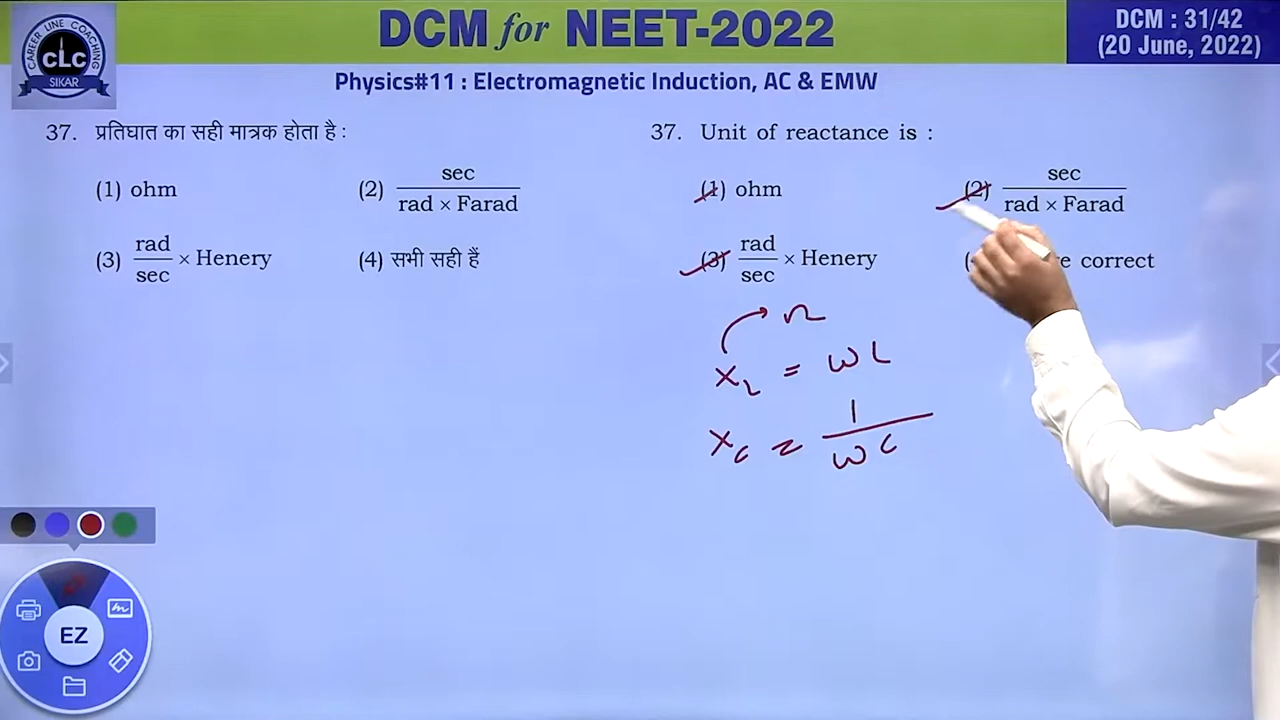 DCM for NEET-2022
DCM : 31/42
(20 June, 2022)
CAREER LINE COACHING
CLC
SIKAR
Physics#11 : Electromagnetic Induction, AC & EMW
37. प्रतिघात का सही मात्रक होता है :
(1) ohm
(2) sec
rad × Farad
(3) rad
sec × Henery
(4) सभी सही हैं
37. Unit of reactance is :
(1) ohm
(2) sec
rad × Farad
(3) rad
sec × Henery
correct
Ω
x_L = ωL
x_C = 1
ωC
EZ